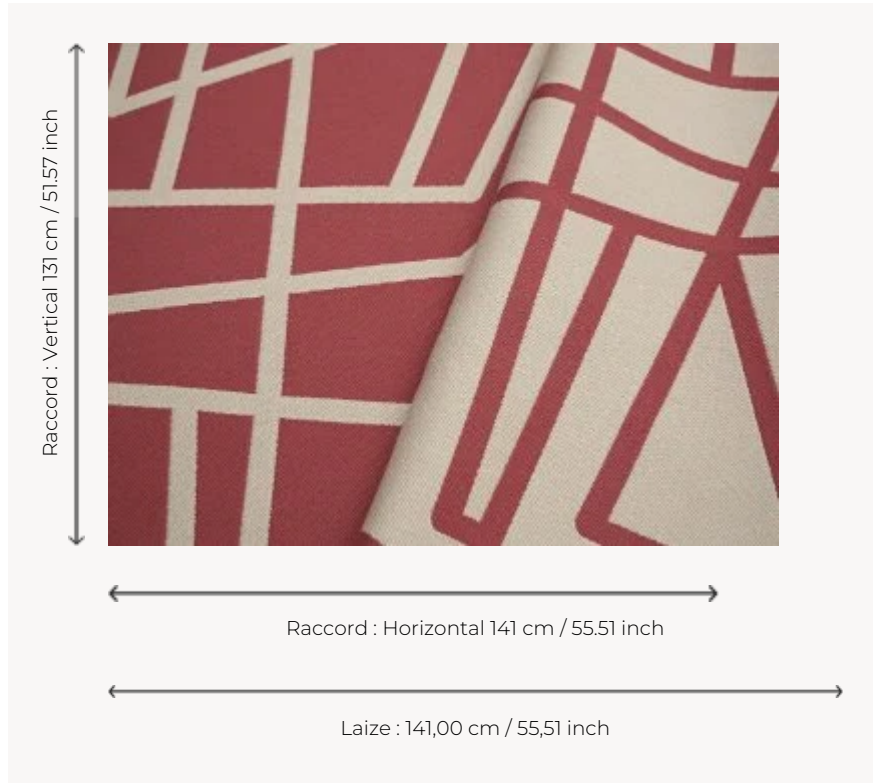 Raccord : Vertical 131 cm / 51.57 inch
Raccord : Horizontal 141 cm / 55.51 inch
Laize : 141,00 cm / 55,51 inch